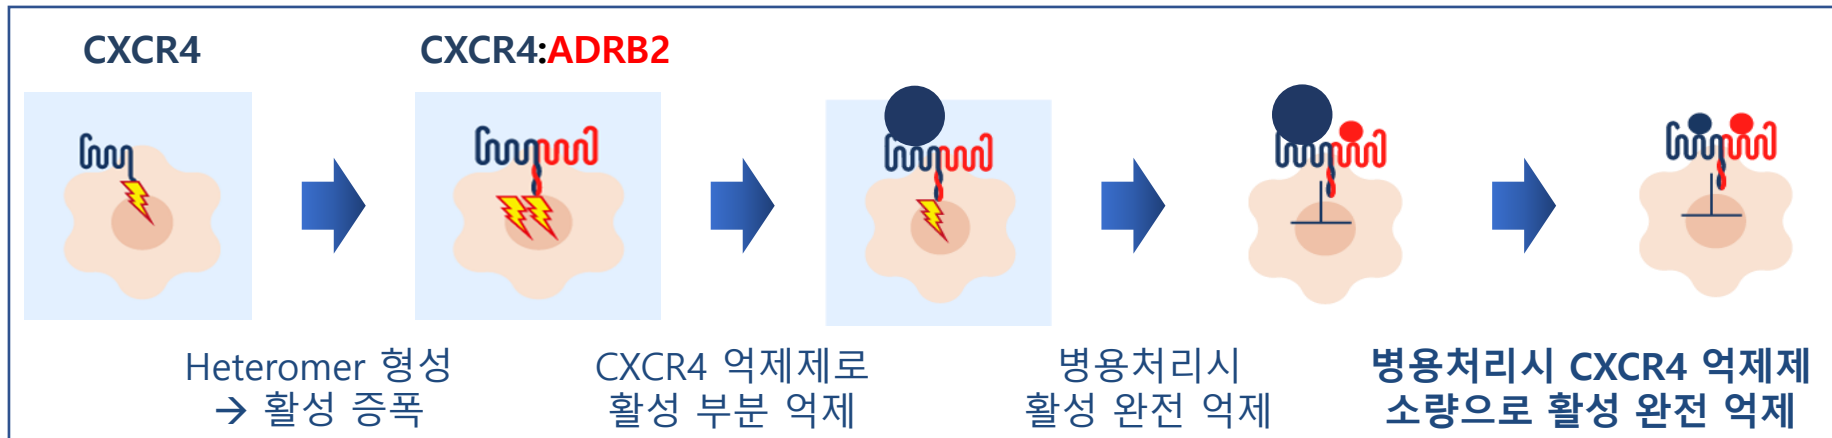 CXCR4
CXCR4:ADRB2
Heteromer 형성
→ 활성 증폭
CXCR4 억제제로
활성 부분 억제
병용처리시
활성 완전 억제
병용처리시 CXCR4 억제제
소량으로 활성 완전 억제